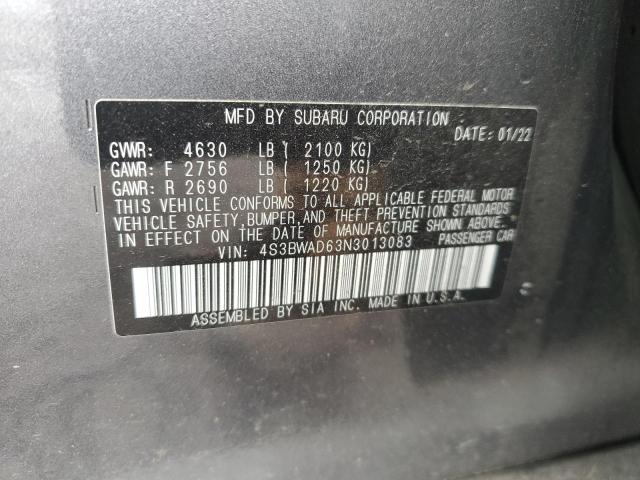 MFD BY SUBARU CORPORATION
DATE: 01/22
GVWR: 4630 LB ( 2100 KG)
GAWR: F 2756 LB ( 1250 KG)
GAWR: R 2690 LB ( 1220 KG)
THIS VEHICLE CONFORMS TO ALL APPLICABLE FEDERAL MOTOR
VEHICLE SAFETY, BUMPER, AND THEFT PREVENTION STANDARDS
IN EFFECT ON THE DATE OF MANUFACTURE SHOWN ABOVE.
VIN: 4S3BWAD63N3013083 PASSENGER CAR
ASSEMBLED BY SIA INC. MADE IN U.S.A.